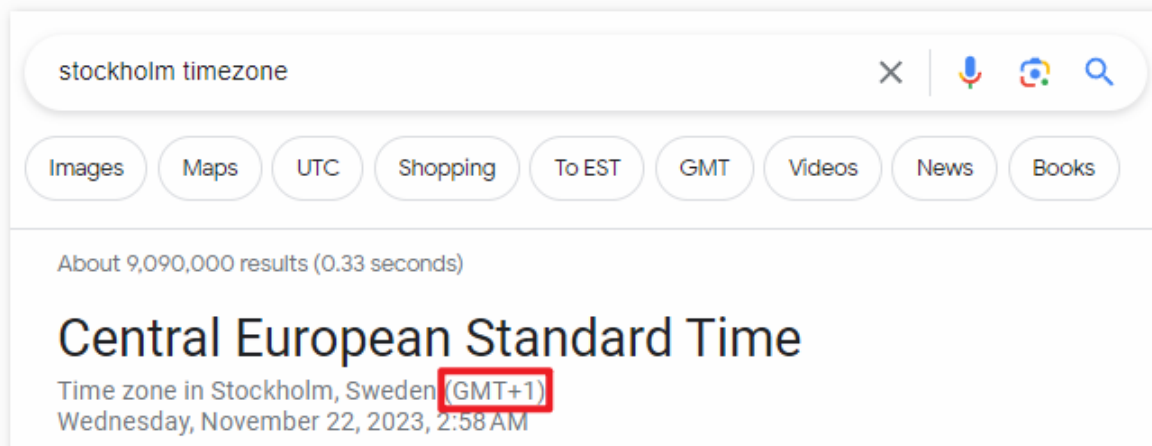 stockholm timezone
Images Maps UTC Shopping To EST GMT Videos News Books
About 9,090,000 results (0.33 seconds)
Central European Standard Time
Time zone in Stockholm, Sweden (GMT+1)
Wednesday, November 22, 2023, 2:58 AM